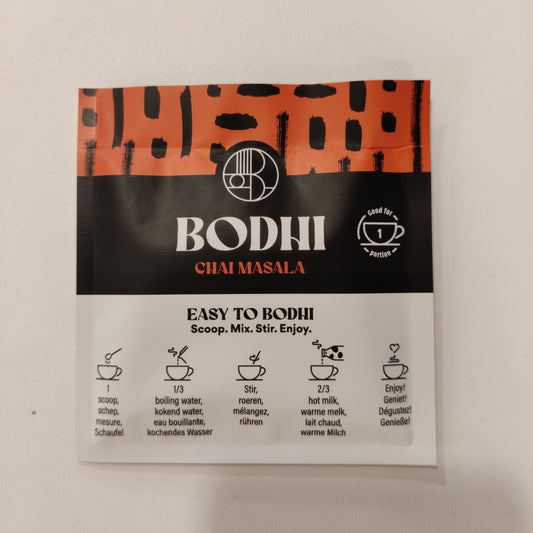 B
Good for
1
portion
BODHI
CHAI MASALA
EASY TO BODHI
Scoop. Mix. Stir. Enjoy.
1
scoop,
schep,
mesure,
Schaufel
1/3
boiling water,
kokend water,
eau bouillante,
kochendes Wasser
Stir,
roeren,
mélangez,
rühren
2/3
hot milk,
warme melk,
lait chaud,
warme Milch
Enjoy!
Geniet!
Dégustez!
Genieße!